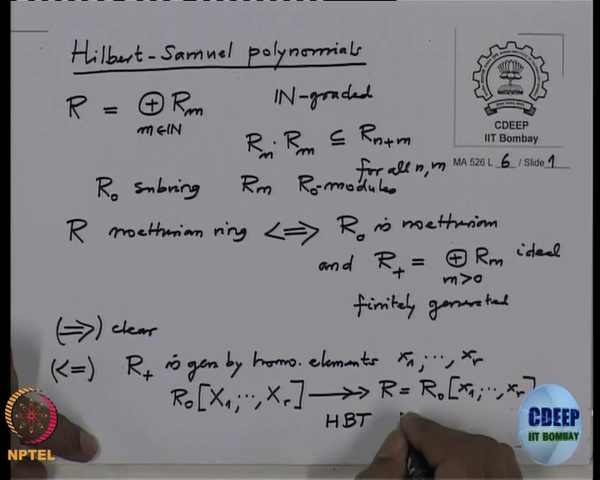 Hilbert-Samuel polynomials
R = ⊕ R_m IN-graded
m∈IN
R_n · R_m ⊆ R_{n+m}
for all n, m
R_0 subring R_m R_0-modules
R noetherian ring <=> R_0 is noetherian
and R_+ = ⊕ R_m ideal
m>0
finitely generated
(=>) clear
(<=) R_+ is gen by homo. elements x_1, ..., x_r
R_0[X_1, ..., X_r] ->> R = R_0[x_1, ..., x_r]
HBT
CDEEP
IIT Bombay
MA 526 L 6 / Slide 1
NPTEL
CDEEP
IIT BOMBAY